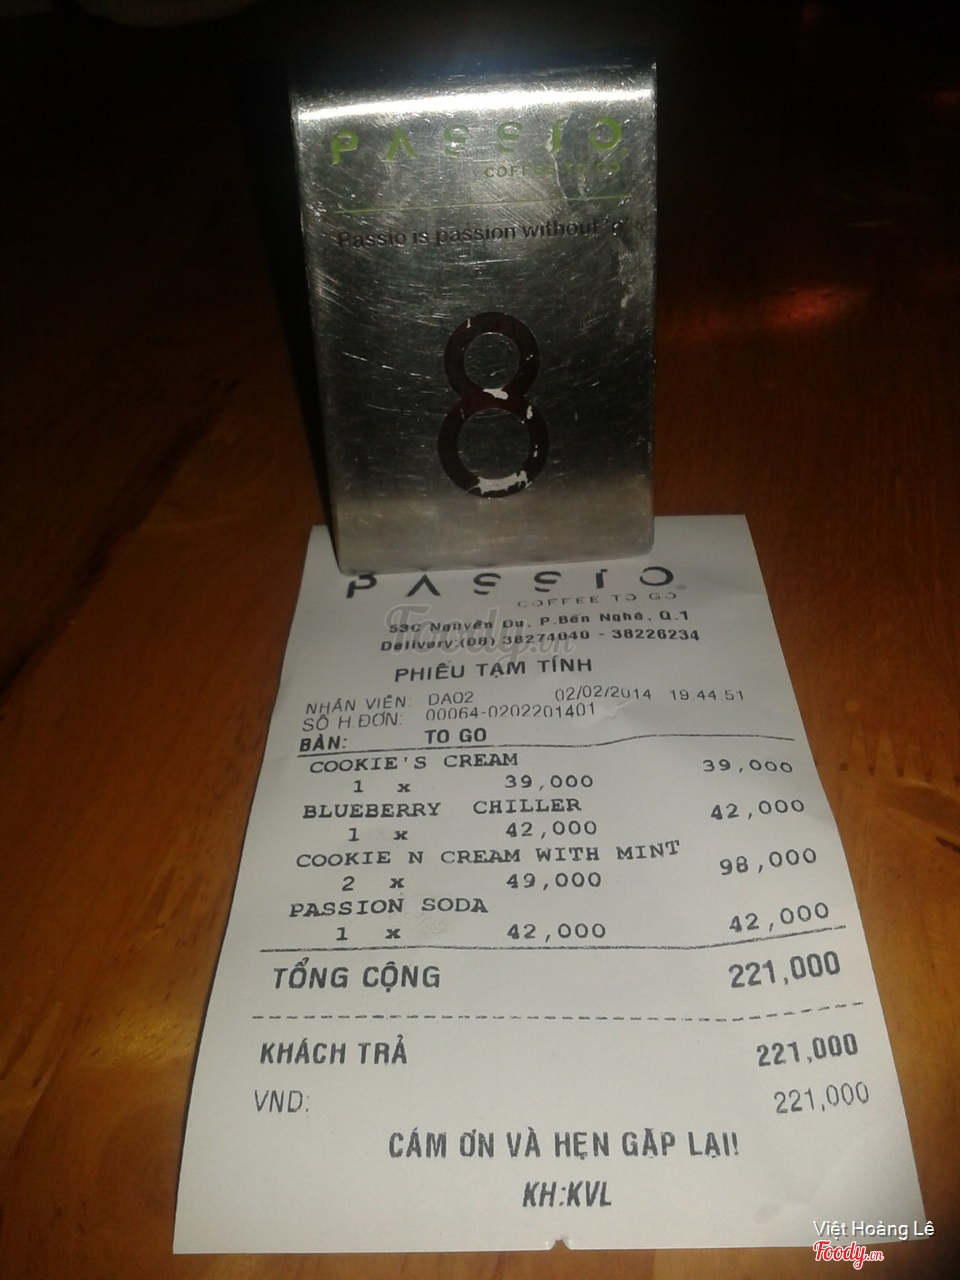 PASSIO
COFFEE TO GO
Passio is passion without 'n'
8
PASSIO
COFFEE TO GO
53C Nguyễn Du, P.Bến Nghé, Q.1
Delivery:(08) 38274040 - 38226234
PHIẾU TẠM TÍNH
NHÂN VIÊN: DA02 02/02/2014 19:44:51
SỐ H ĐƠN: 00064-0202201401
BÀN: TO GO
COOKIE'S CREAM
1 x 39,000 39,000
BLUEBERRY CHILLER
1 x 42,000 42,000
COOKIE N CREAM WITH MINT
2 x 49,000 98,000
PASSION SODA
1 x 42,000 42,000
TỔNG CỘNG 221,000
KHÁCH TRẢ 221,000
VND: 221,000
CÁM ƠN VÀ HẸN GẶP LẠI!
KH:KVL
Foody.vn
Việt Hoàng Lê
Foody.vn